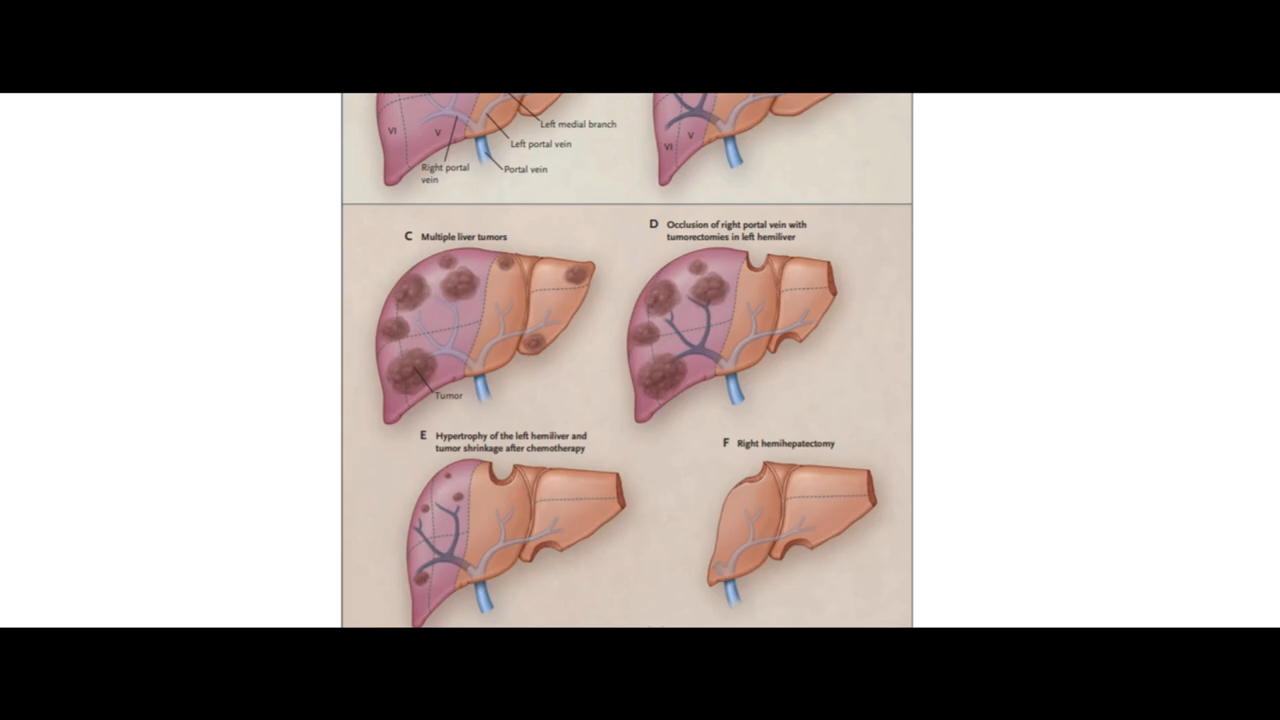 Left medial branch
VI
V
Left portal vein
Right portal
vein
Portal vein
V
VI
C Multiple liver tumors
D Occlusion of right portal vein with
tumorectomies in left hemiliver
Tumor
E Hypertrophy of the left hemiliver and
tumor shrinkage after chemotherapy
F Right hemihepatectomy